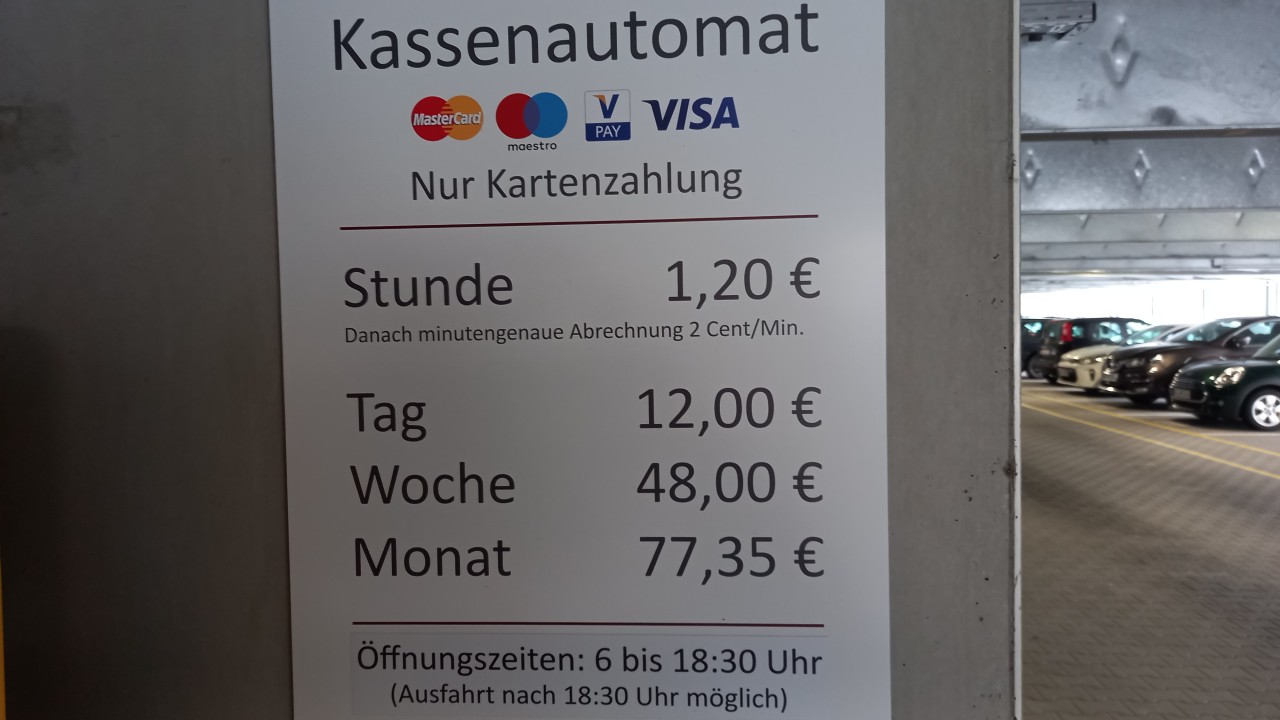 Kassenautomat
MasterCard maestro V PAY VISA
Nur Kartenzahlung
Stunde 1,20 €
Danach minutengenaue Abrechnung 2 Cent/Min.
Tag 12,00 €
Woche 48,00 €
Monat 77,35 €
Öffnungszeiten: 6 bis 18:30 Uhr
(Ausfahrt nach 18:30 Uhr möglich)